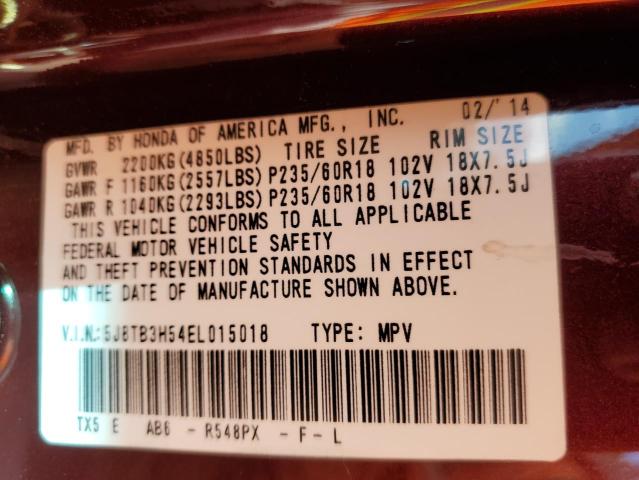 MFD. BY HONDA OF AMERICA MFG., INC. 02/'14
GVWR 2200KG(4850LBS) TIRE SIZE RIM SIZE
GAWR F 1160KG(2557LBS) P235/60R18 102V 18X7.5J
GAWR R 1040KG(2293LBS) P235/60R18 102V 18X7.5J
THIS VEHICLE CONFORMS TO ALL APPLICABLE
FEDERAL MOTOR VEHICLE SAFETY
AND THEFT PREVENTION STANDARDS IN EFFECT
ON THE DATE OF MANUFACTURE SHOWN ABOVE.
V.I.N.: 5J8TB3H54EL015018 TYPE: MPV
TX5 E AB6 - R548PX - F - L